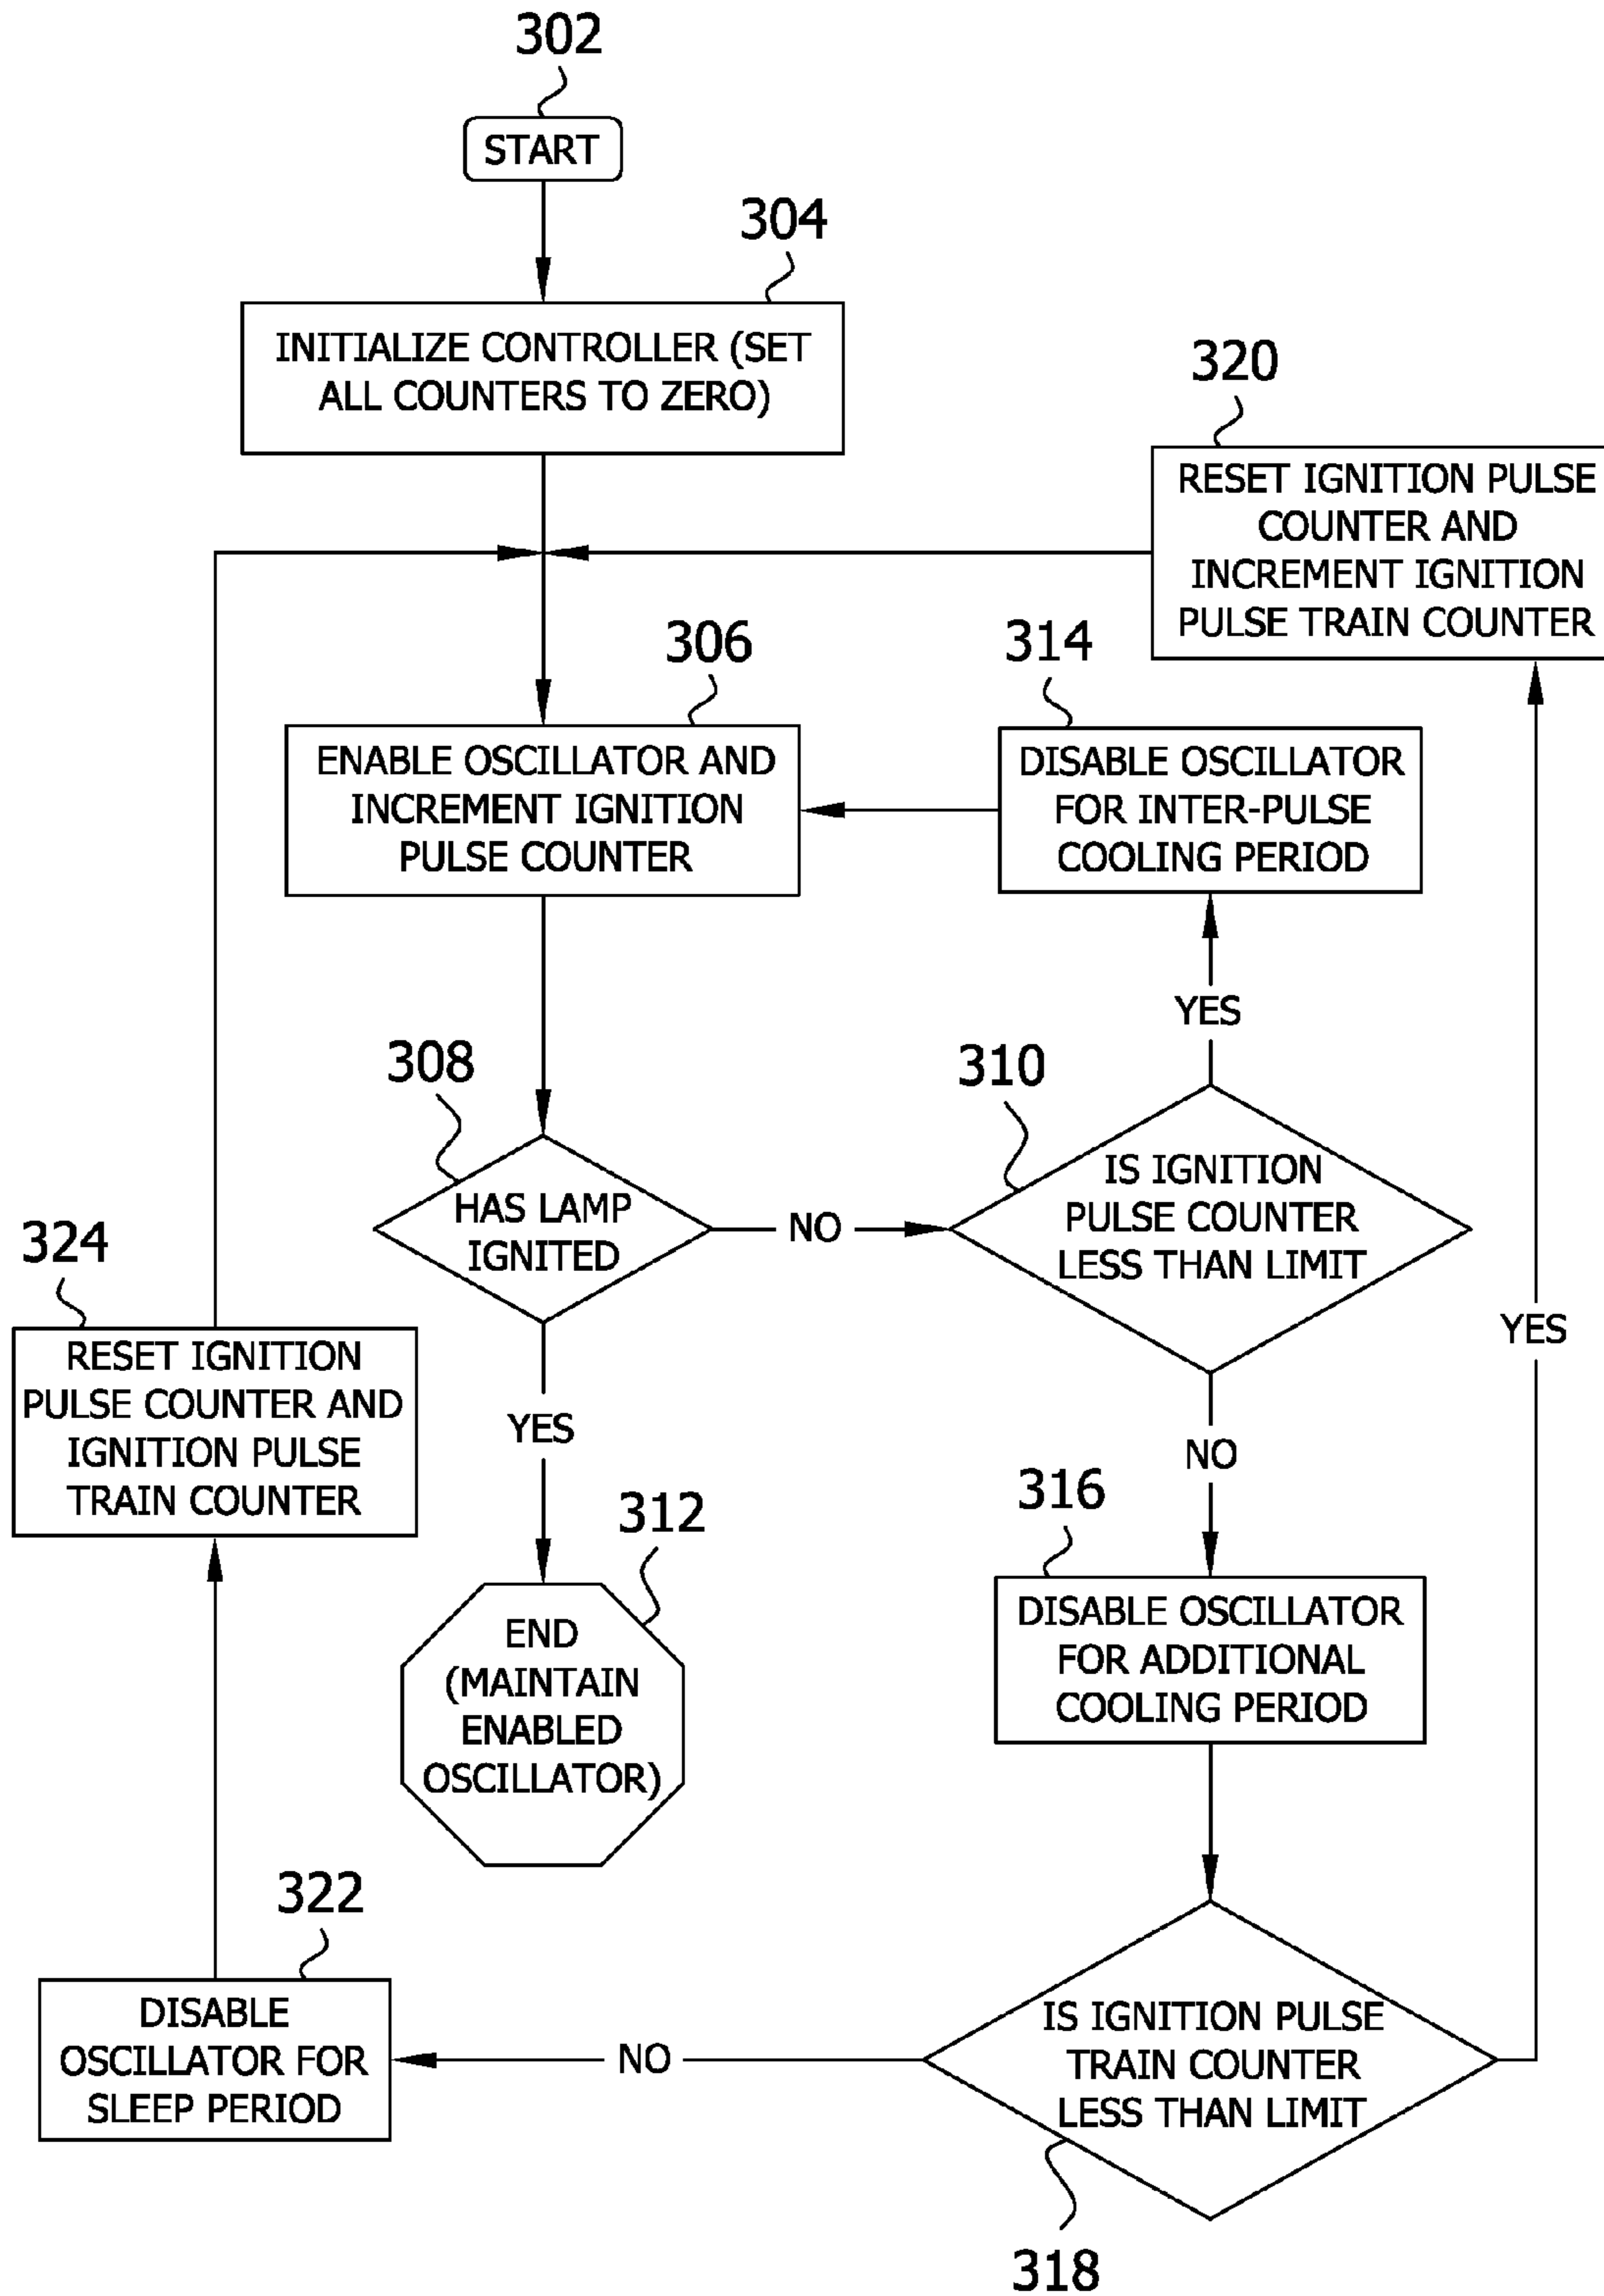 302
START
304
INITIALIZE CONTROLLER (SET
ALL COUNTERS TO ZERO)
320
RESET IGNITION PULSE
COUNTER AND
INCREMENT IGNITION
PULSE TRAIN COUNTER
306
ENABLE OSCILLATOR AND
INCREMENT IGNITION
PULSE COUNTER
314
DISABLE OSCILLATOR
FOR INTER-PULSE
COOLING PERIOD
YES
308
HAS LAMP
IGNITED
NO
310
IS IGNITION
PULSE COUNTER
LESS THAN LIMIT
YES
324
RESET IGNITION
PULSE COUNTER AND
IGNITION PULSE
TRAIN COUNTER
YES
NO
312
END
(MAINTAIN
ENABLED
OSCILLATOR)
316
DISABLE OSCILLATOR
FOR ADDITIONAL
COOLING PERIOD
322
DISABLE
OSCILLATOR FOR
SLEEP PERIOD
NO
IS IGNITION PULSE
TRAIN COUNTER
LESS THAN LIMIT
318